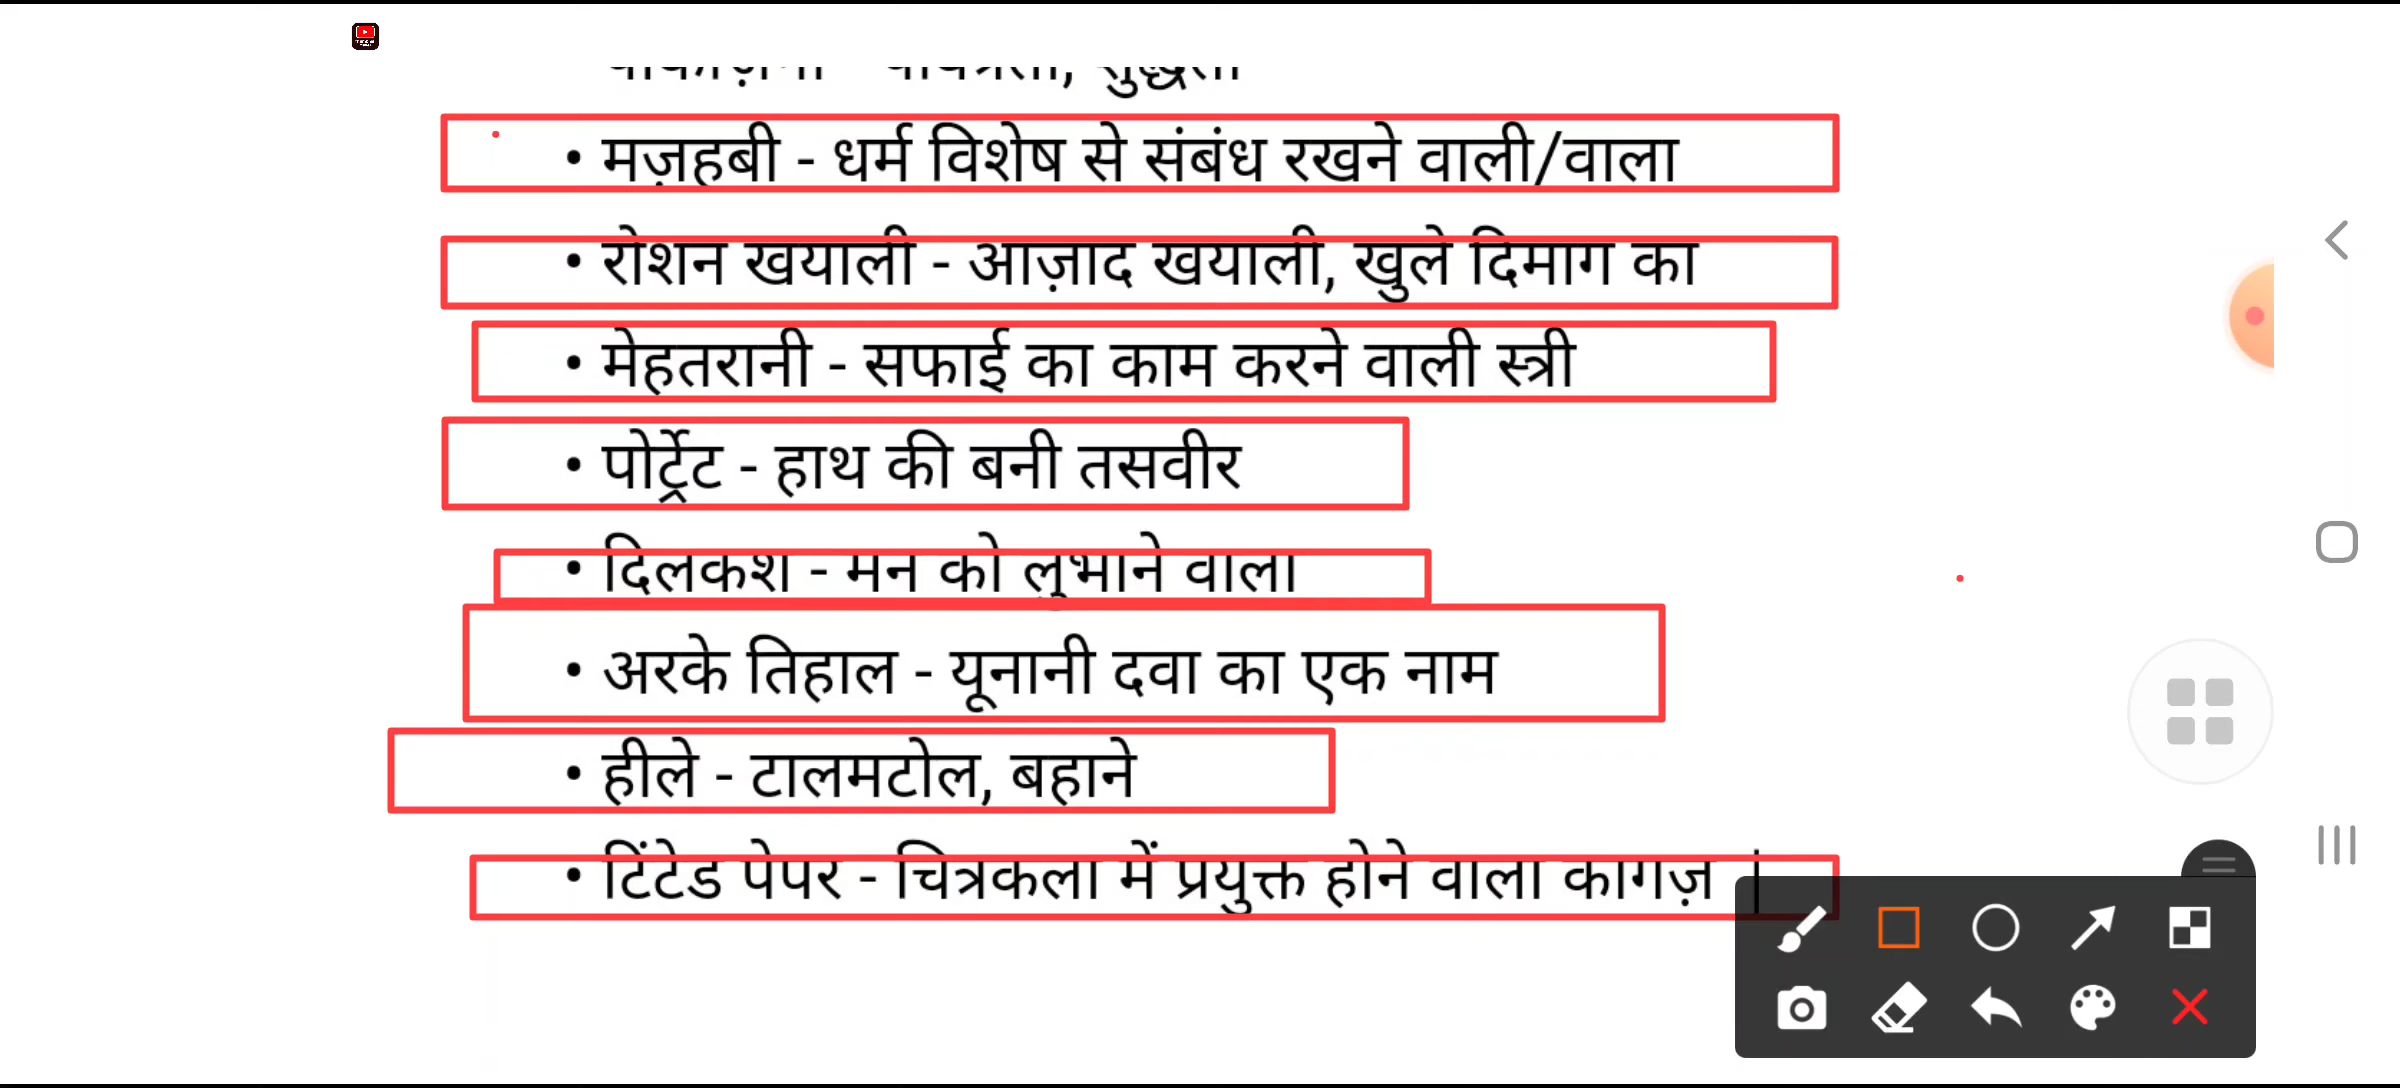 • मज़हबी - धर्म विशेष से संबंध रखने वाली/वाला
• रोशन खयाली - आज़ाद खयाली, खुले दिमाग का
• मेहतरानी - सफाई का काम करने वाली स्त्री
• पोर्ट्रेट - हाथ की बनी तसवीर
• दिलकश - मन को लुभाने वाला
• अरके तिहाल - यूनानी दवा का एक नाम
• हीले - टालमटोल, बहाने
• टिंटेड पेपर - चित्रकला में प्रयुक्त होने वाला कागज़ |